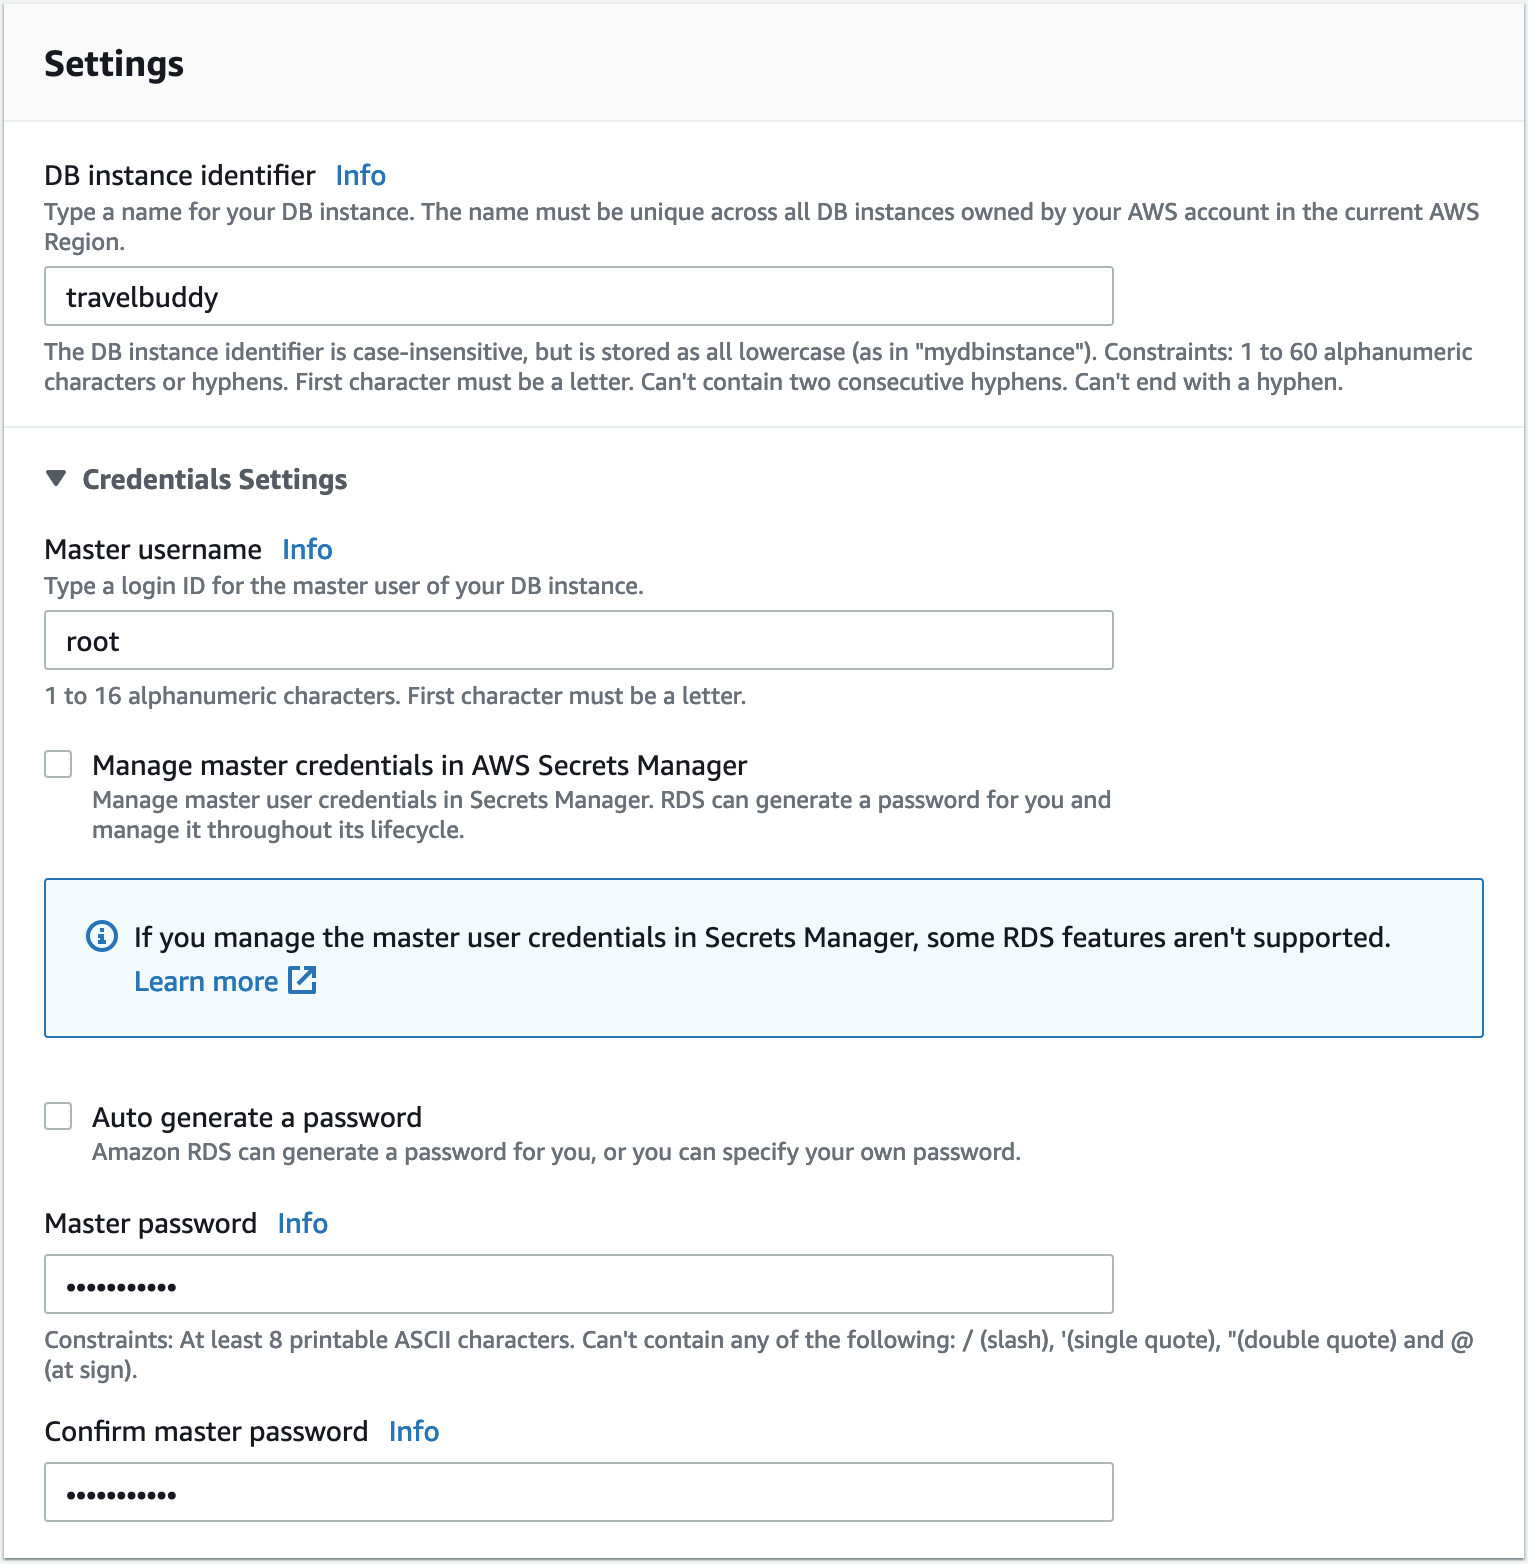 Settings
DB instance identifier Info
Type a name for your DB instance. The name must be unique across all DB instances owned by your AWS account in the current AWS
Region.
travelbuddy
The DB instance identifier is case-insensitive, but is stored as all lowercase (as in "mydbinstance"). Constraints: 1 to 60 alphanumeric
characters or hyphens. First character must be a letter. Can't contain two consecutive hyphens. Can't end with a hyphen.
Credentials Settings
Master username Info
Type a login ID for the master user of your DB instance.
root
1 to 16 alphanumeric characters. First character must be a letter.
Manage master credentials in AWS Secrets Manager
Manage master user credentials in Secrets Manager. RDS can generate a password for you and
manage it throughout its lifecycle.
If you manage the master user credentials in Secrets Manager, some RDS features aren't supported.
Learn more
Auto generate a password
Amazon RDS can generate a password for you, or you can specify your own password.
Master password Info
•••••••••••
Constraints: At least 8 printable ASCII characters. Can't contain any of the following: / (slash), '(single quote), "(double quote) and @
(at sign).
Confirm master password Info
•••••••••••